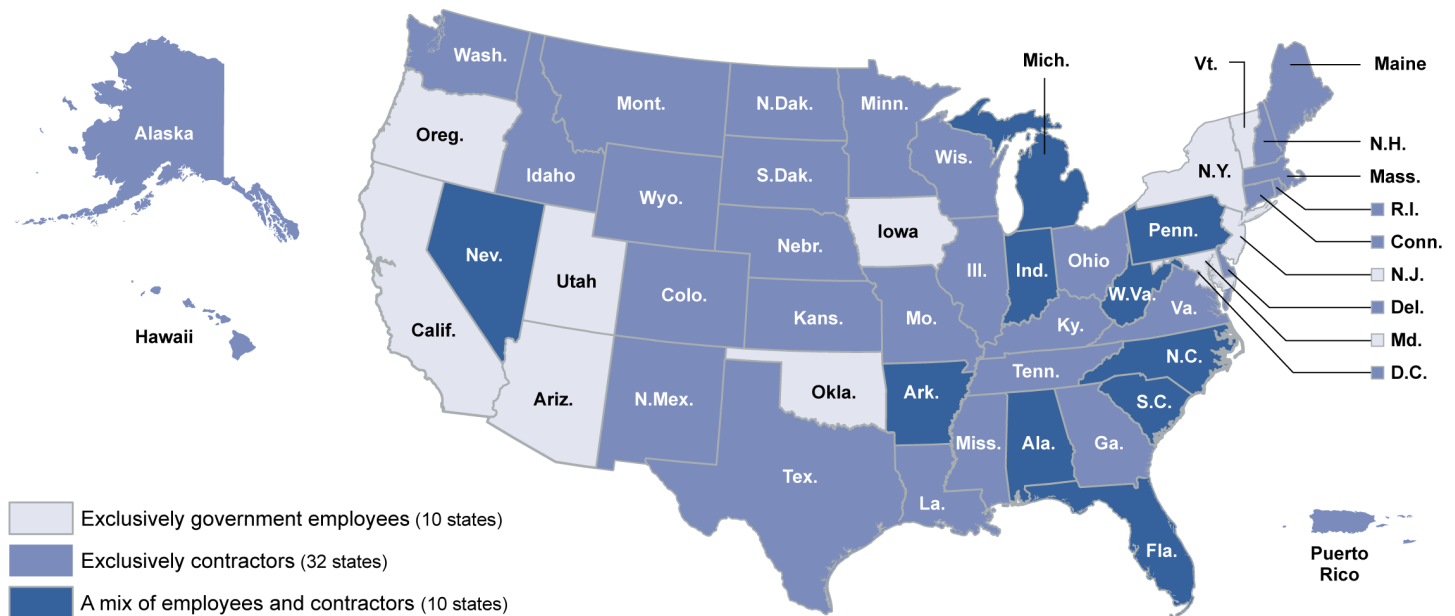 Mich.
Vt.
Maine
Wash.
Mont.
N.Dak.
Minn.
Alaska
Oreg.
N.H.
Wis.
N.Y.
Idaho
S.Dak.
Mass.
Wyo.
R.I.
Iowa
Penn.
Nebr.
Conn.
Nev.
Ill.
Ind.
Ohio
N.J.
Utah
Colo.
W.Va.
Va.
Del.
Hawaii
Calif.
Kans.
Mo.
Ky.
Md.
N.C.
Tenn.
D.C.
Ariz.
N.Mex.
Okla.
Ark.
S.C.
Miss.
Ala.
Ga.
Tex.
La.
Exclusively government employees (10 states)
Fla.
Puerto
Rico
Exclusively contractors (32 states)
A mix of employees and contractors (10 states)